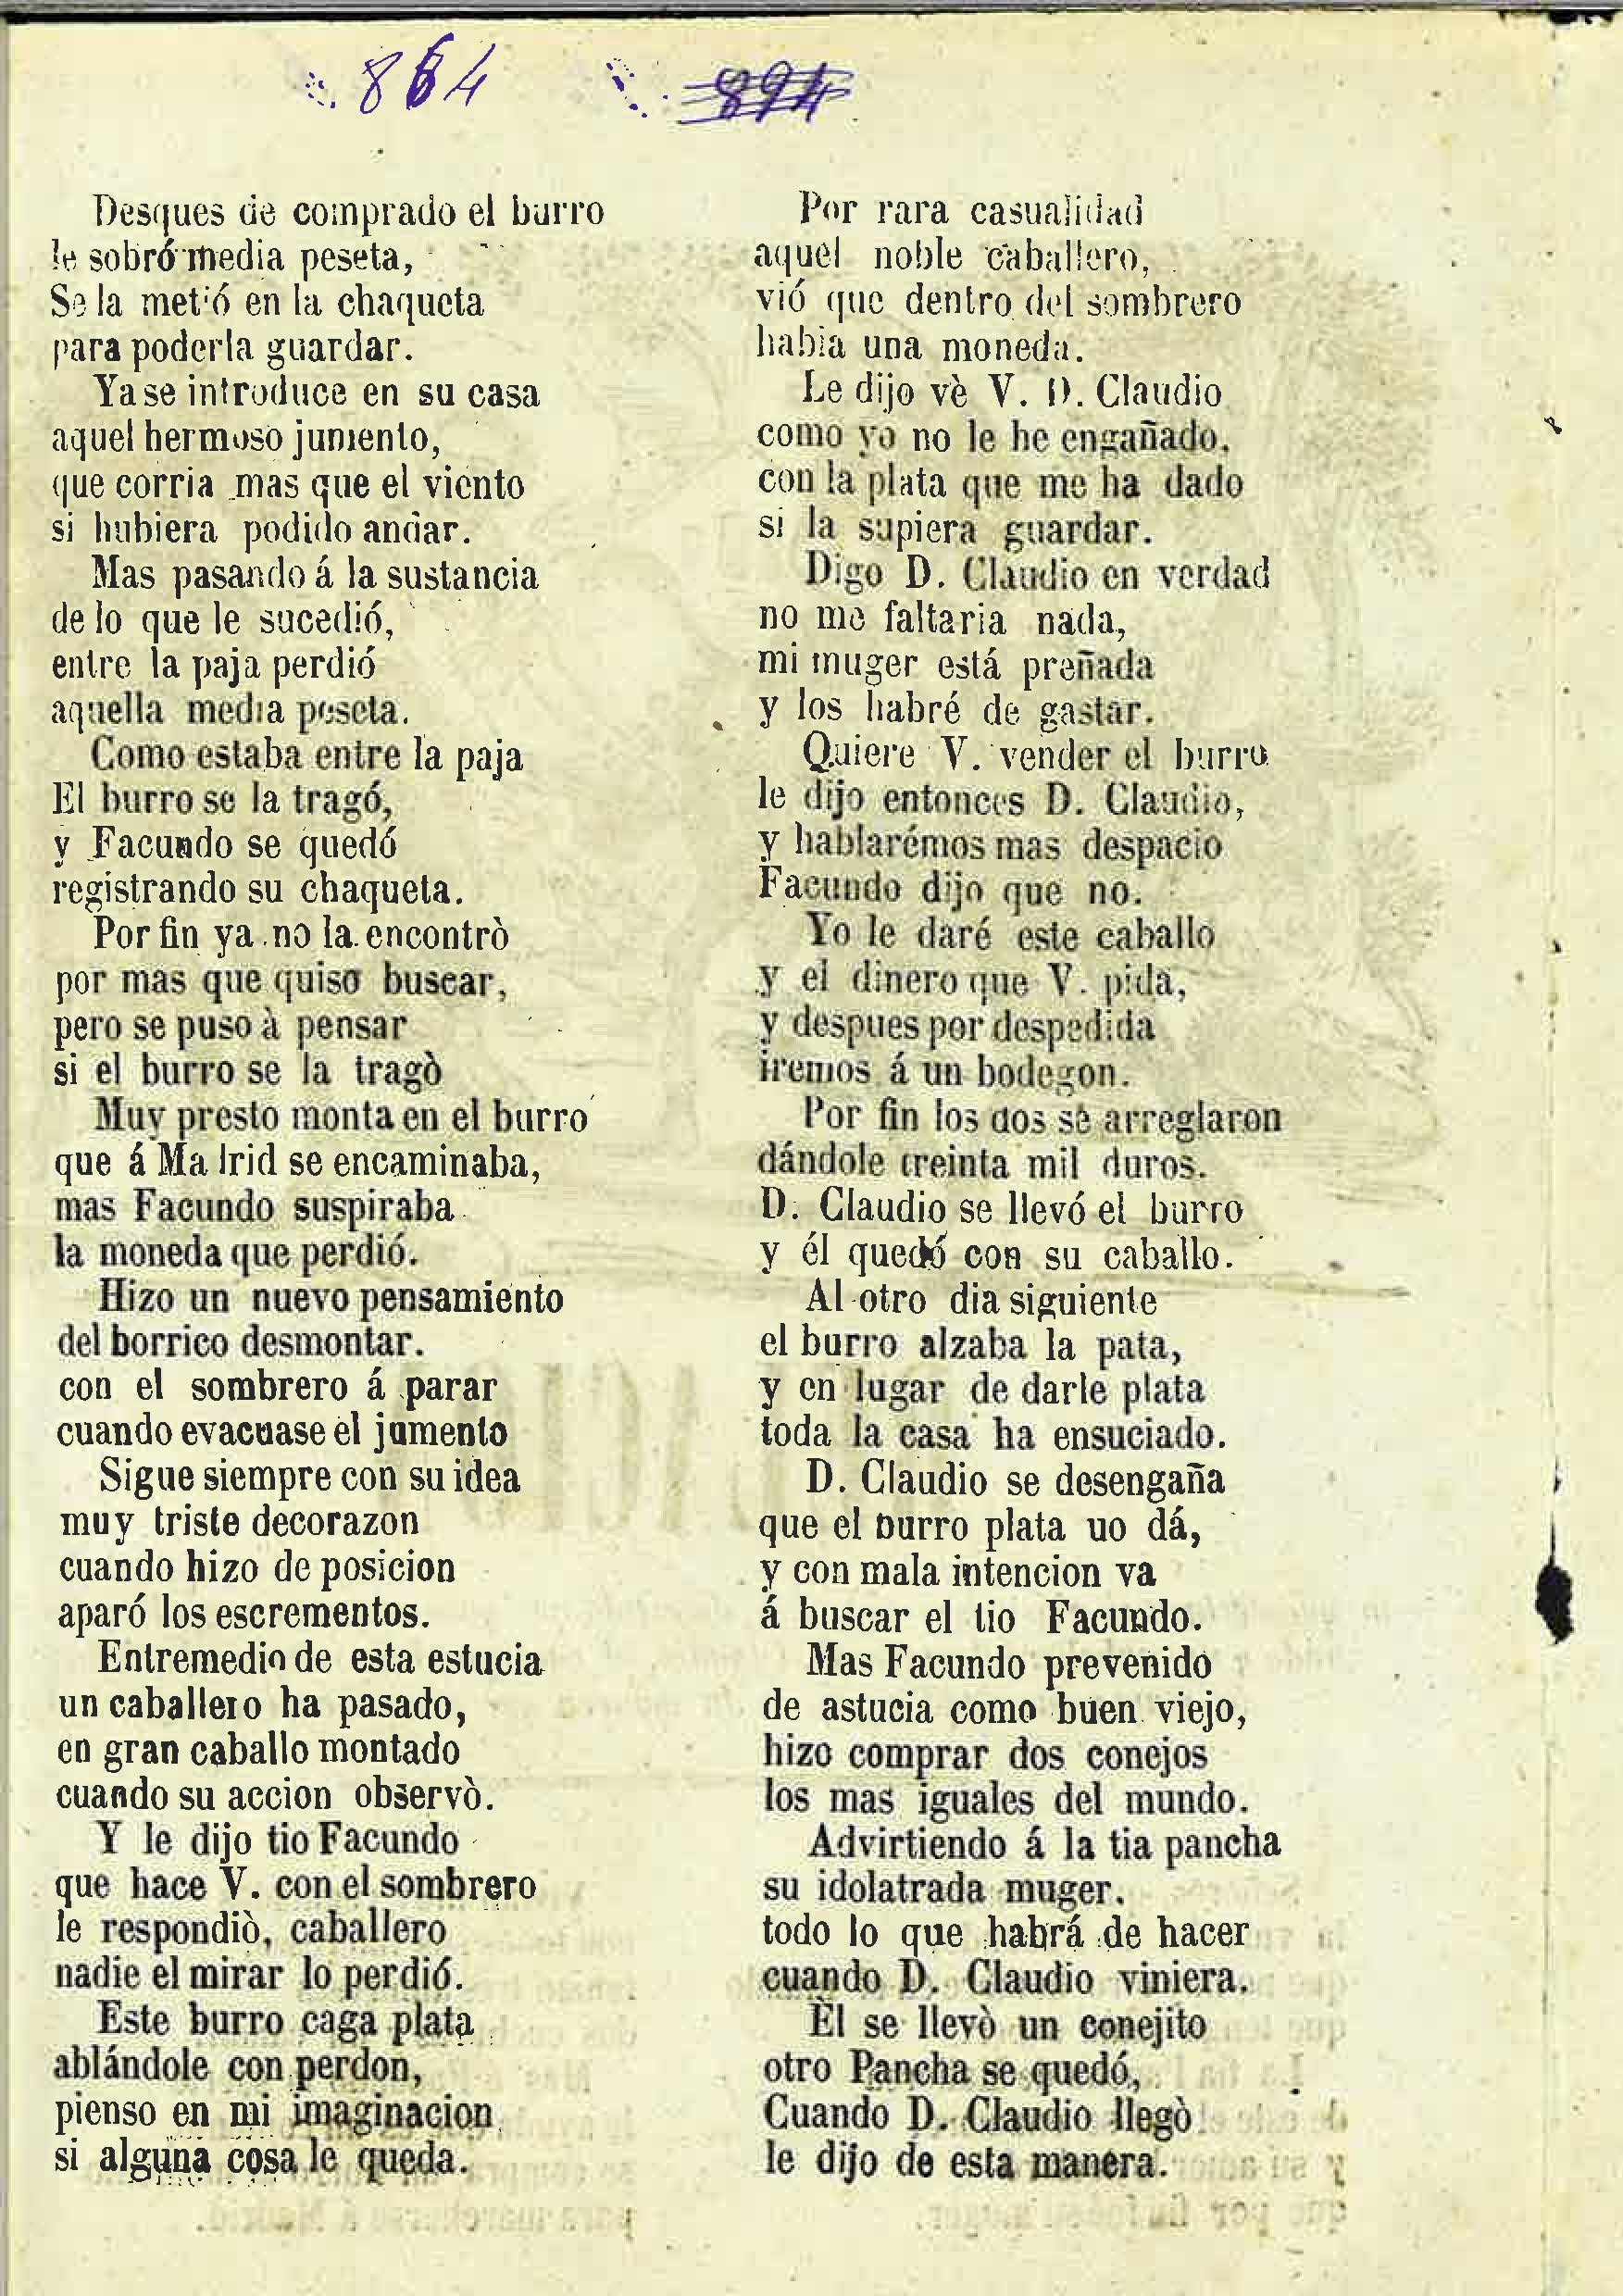 864 894
Desques de comprado el burro
le sobró media peseta,
Se la metió en la chaqueta
para poderla guardar.
Ya se introduce en su casa
aquel hermoso jumento,
que corria mas que el viento
si hubiera podido andar.
Mas pasando á la sustancia
de lo que le sucedió,
entre la paja perdió
aquella media peseta.
Como estaba entre la paja
El burro se la tragó,
y Facundo se quedó
registrando su chaqueta.
Por fin ya no la encontrò
por mas que quiso buscar,
pero se puso à pensar
si el burro se la tragò
Muy presto monta en el burro
que á Madrid se encaminaba,
mas Facundo suspiraba
la moneda que perdió.
Hizo un nuevo pensamiento
del borrico desmontar.
con el sombrero á parar
cuando evacuase el jumento
Sigue siempre con su idea
muy triste decorazon
cuando hizo de posicion
aparó los escrementos.
Entremedio de esta estucia
un caballero ha pasado,
en gran caballo montado
cuando su accion observò.
Y le dijo tio Facundo
que hace V. con el sombrero
le respondiò, caballero
nadie el mirar lo perdió.
Este burro caga plata
ablándole con perdon,
pienso en mi imaginacion
si alguna cosa le queda.
Por rara casualidad
aquel noble caballero,
vió que dentro del sombrero
habia una moneda.
Le dijo vè V. D. Claudio
como yo no le he engañado,
con la plata que me ha dado
si la supiera guardar.
Digo D. Claudio en verdad
no me faltaria nada,
mi muger está preñada
y los habré de gastar.
Quiere V. vender el burro
le dijo entonces D. Claudio,
y hablarémos mas despacio
Facundo dijo que no.
Yo le daré este caballo
y el dinero que V. pida,
y despues por despedida
iremos á un bodegon.
Por fin los dos se arreglaron
dándole treinta mil duros.
D. Claudio se llevó el burro
y él quedó con su caballo.
Al otro dia siguiente
el burro alzaba la pata,
y en lugar de darle plata
toda la casa ha ensuciado.
D. Claudio se desengaña
que el burro plata uo dá,
y con mala intencion va
á buscar el tio Facundo.
Mas Facundo prevenido
de astucia como buen viejo,
hizo comprar dos conejos
los mas iguales del mundo.
Advirtiendo á la tia pancha
su idolatrada muger.
todo lo que habrá de hacer
cuando D. Claudio viniera.
Èl se llevò un conejito
otro Pancha se quedó,
Cuando D. Claudio llegò
le dijo de esta manera.